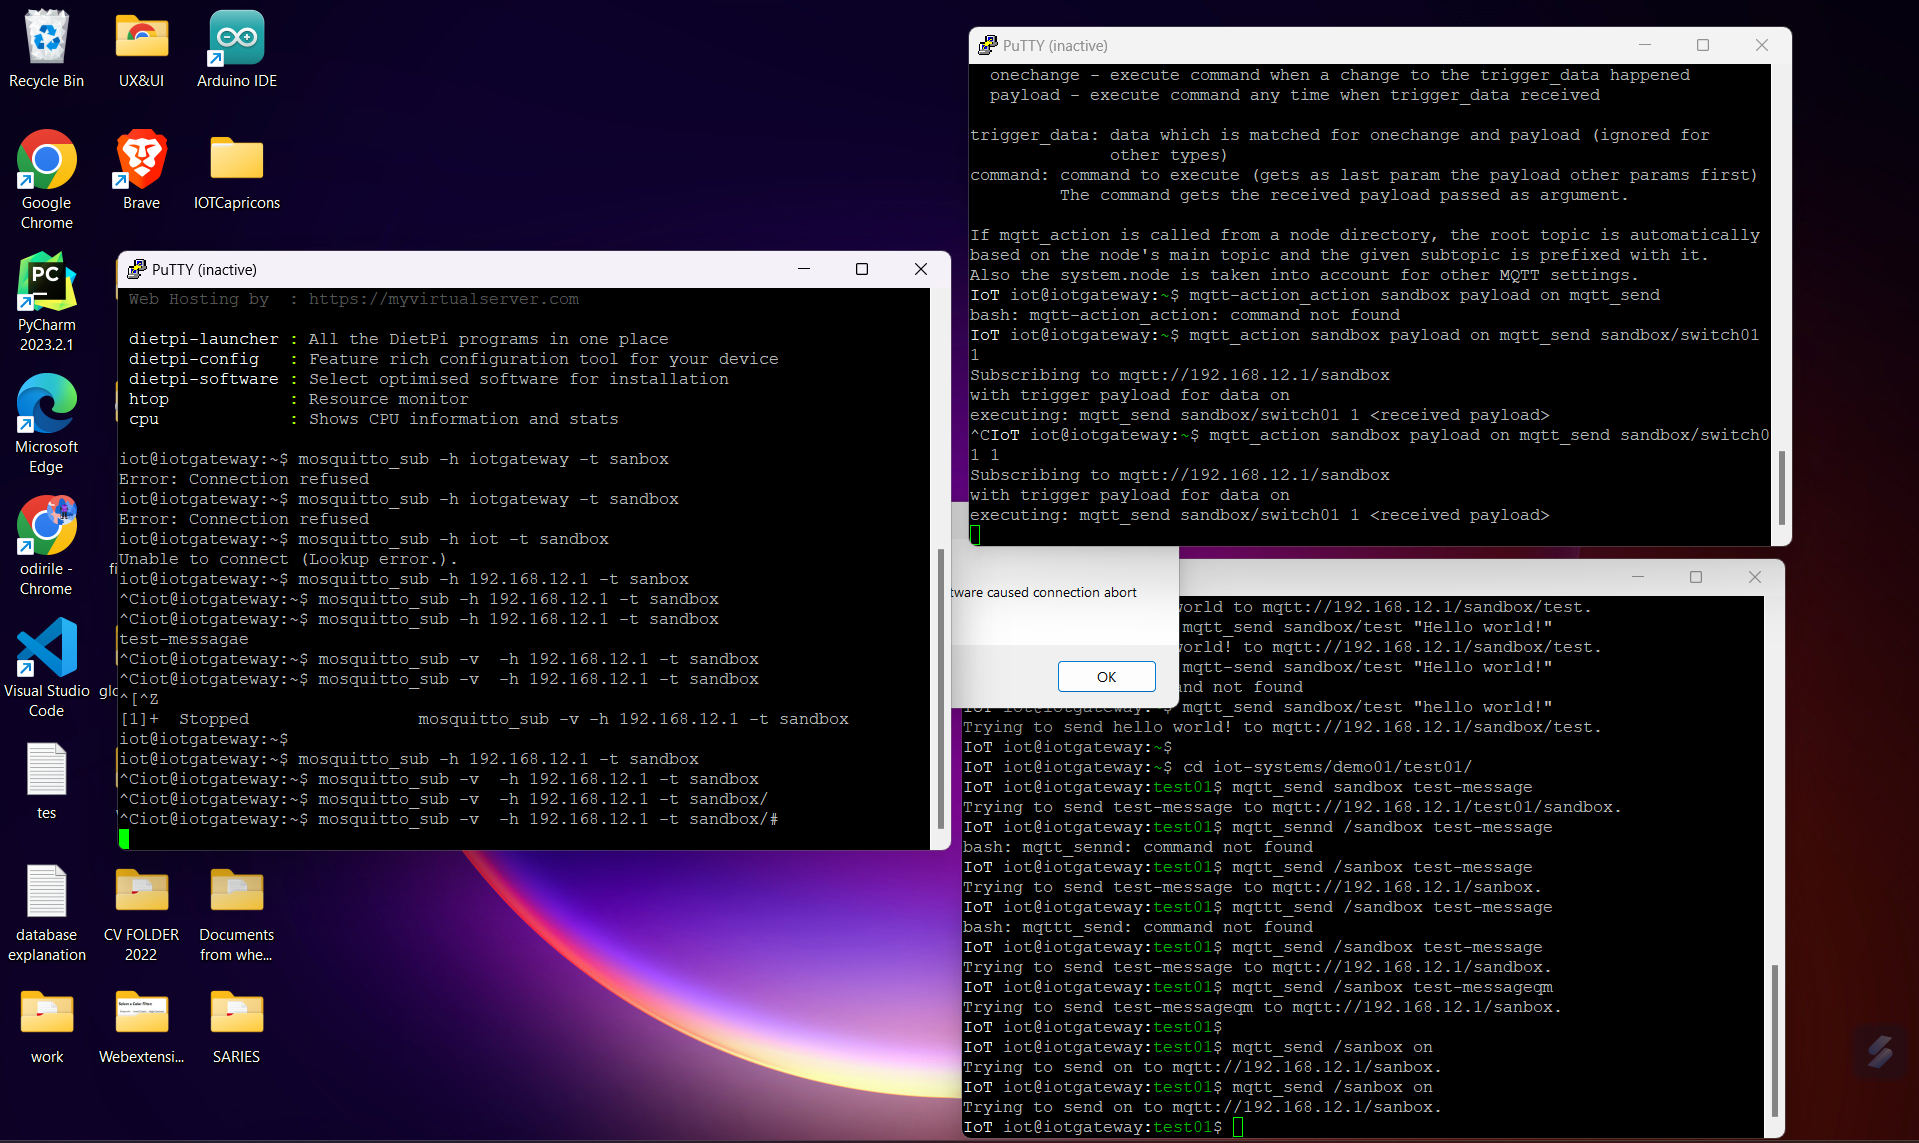 Recycle Bin
UX&UI
Arduino IDE
Google
Chrome
Brave
IOTCapricons
PC
PyCharm
2023.2.1
Microsoft
Edge
odirile -
Chrome
fi
Visual Studio
Code
glo
tes
database
explanation
CV FOLDER
2022
Documents
from whe...
work
Webextensi...
SARIES
PuTTY (inactive)
Web Hosting by  : https://myvirtualserver.com
dietpi-launcher : All the DietPi programs in one place
dietpi-config   : Feature rich configuration tool for your device
dietpi-software : Select optimised software for installation
htop            : Resource monitor
cpu             : Shows CPU information and stats
iot@iotgateway:~$ mosquitto_sub -h iotgateway -t sanbox
Error: Connection refused
iot@iotgateway:~$ mosquitto_sub -h iotgateway -t sandbox
Error: Connection refused
iot@iotgateway:~$ mosquitto_sub -h iot -t sandbox
Unable to connect (Lookup error.).
iot@iotgateway:~$ mosquitto_sub -h 192.168.12.1 -t sanbox
^Ciot@iotgateway:~$ mosquitto_sub -h 192.168.12.1 -t sandbox
^Ciot@iotgateway:~$ mosquitto_sub -h 192.168.12.1 -t sandbox
test-messagae
^Ciot@iotgateway:~$ mosquitto_sub -v  -h 192.168.12.1 -t sandbox
^Ciot@iotgateway:~$ mosquitto_sub -v  -h 192.168.12.1 -t sandbox
^[^Z
[1]+  Stopped                 mosquitto_sub -v -h 192.168.12.1 -t sandbox
iot@iotgateway:~$
iot@iotgateway:~$ mosquitto_sub -h 192.168.12.1 -t sandbox
^Ciot@iotgateway:~$ mosquitto_sub -v  -h 192.168.12.1 -t sandbox
^Ciot@iotgateway:~$ mosquitto_sub -v  -h 192.168.12.1 -t sandbox/
^Ciot@iotgateway:~$ mosquitto_sub -v  -h 192.168.12.1 -t sandbox/#
PuTTY (inactive)
onechange - execute command when a change to the trigger_data happened
payload - execute command any time when trigger_data received
trigger_data: data which is matched for onechange and payload (ignored for
other types)
command: command to execute (gets as last param the payload other params first)
The command gets the received payload passed as argument.
If mqtt_action is called from a node directory, the root topic is automatically
based on the node's main topic and the given subtopic is prefixed with it.
Also the system.node is taken into account for other MQTT settings.
IoT iot@iotgateway:~$ mqtt-action_action sandbox payload on mqtt_send
bash: mqtt-action_action: command not found
IoT iot@iotgateway:~$ mqtt_action sandbox payload on mqtt_send sandbox/switch01
1
Subscribing to mqtt://192.168.12.1/sandbox
with trigger payload for data on
executing: mqtt_send sandbox/switch01 1 <received payload>
^CIoT iot@iotgateway:~$ mqtt_action sandbox payload on mqtt_send sandbox/switch0
1 1
Subscribing to mqtt://192.168.12.1/sandbox
with trigger payload for data on
executing: mqtt_send sandbox/switch01 1 <received payload>
tware caused connection abort
OK
world to mqtt://192.168.12.1/sandbox/test.
mqtt_send sandbox/test "Hello world!"
world! to mqtt://192.168.12.1/sandbox/test.
mqtt-send sandbox/test "Hello world!"
nd not found
IoT iot@iotgateway:~$ mqtt_send sandbox/test "hello world!"
Trying to send hello world! to mqtt://192.168.12.1/sandbox/test.
IoT iot@iotgateway:~$
IoT iot@iotgateway:~$ cd iot-systems/demo01/test01/
IoT iot@iotgateway:test01$ mqtt_send sandbox test-message
Trying to send test-message to mqtt://192.168.12.1/test01/sandbox.
IoT iot@iotgateway:test01$ mqtt_sennd /sandbox test-message
bash: mqtt_sennd: command not found
IoT iot@iotgateway:test01$ mqtt_send /sanbox test-message
Trying to send test-message to mqtt://192.168.12.1/sanbox.
IoT iot@iotgateway:test01$ mqttt_send /sandbox test-message
bash: mqttt_send: command not found
IoT iot@iotgateway:test01$ mqtt_send /sandbox test-message
Trying to send test-message to mqtt://192.168.12.1/sandbox.
IoT iot@iotgateway:test01$ mqtt_send /sanbox test-messageqm
Trying to send test-messageqm to mqtt://192.168.12.1/sanbox.
IoT iot@iotgateway:test01$
IoT iot@iotgateway:test01$ mqtt_send /sanbox on
Trying to send on to mqtt://192.168.12.1/sanbox.
IoT iot@iotgateway:test01$ mqtt_send /sanbox on
Trying to send on to mqtt://192.168.12.1/sanbox.
IoT iot@iotgateway:test01$